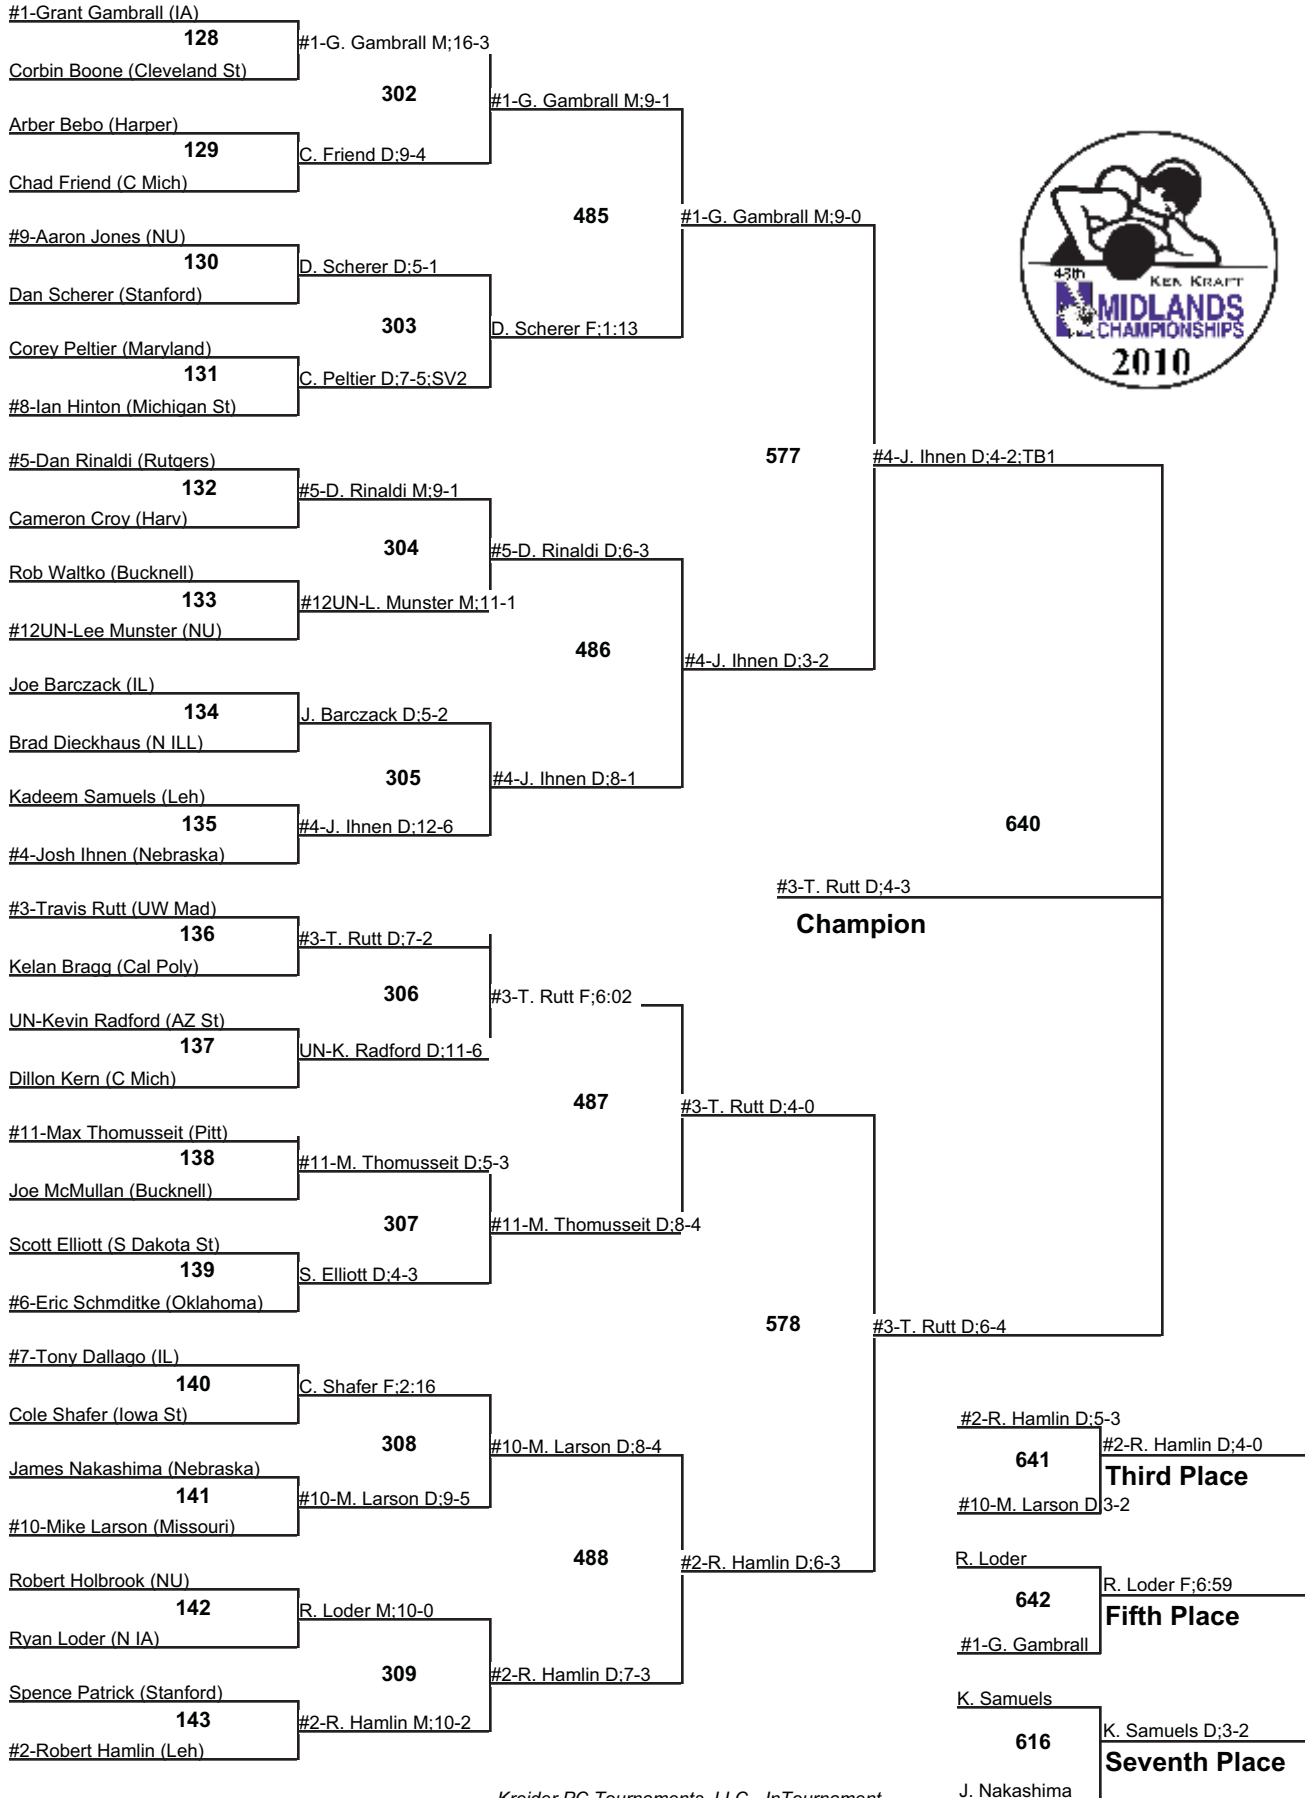 #1-Grant Gambrall (IA)
128
#1-G. Gambrall M;16-3
Corbin Boone (Cleveland St)
302
#1-G. Gambrall M;9-1
Arber Bebo (Harper)
129
C. Friend D;9-4
Chad Friend (C Mich)
485
#1-G. Gambrall M;9-0
#9-Aaron Jones (NU)
130
D. Scherer D;5-1
Dan Scherer (Stanford)
303
D. Scherer F;1:13
Corey Peltier (Maryland)
131
C. Peltier D;7-5;SV2
#8-Ian Hinton (Michigan St)
48th
KEN KRAFT
N
MIDLANDS
CHAMPIONSHIPS
2010
577
#4-J. Ihnen D;4-2;TB1
#5-Dan Rinaldi (Rutgers)
132
#5-D. Rinaldi M;9-1
Cameron Croy (Harv)
304
#5-D. Rinaldi D;6-3
Rob Waltko (Bucknell)
133
#12UN-L. Munster M;11-1
#12UN-Lee Munster (NU)
486
#4-J. Ihnen D;3-2
Joe Barczack (IL)
134
J. Barczack D;5-2
Brad Dieckhaus (N ILL)
305
#4-J. Ihnen D;8-1
Kadeem Samuels (Leh)
135
#4-J. Ihnen D;12-6
#4-Josh Ihnen (Nebraska)
640
#3-T. Rutt D;4-3
Champion
#3-Travis Rutt (UW Mad)
136
#3-T. Rutt D;7-2
Kelan Bragg (Cal Poly)
306
#3-T. Rutt F;6:02
UN-Kevin Radford (AZ St)
137
UN-K. Radford D;11-6
Dillon Kern (C Mich)
487
#3-T. Rutt D;4-0
#11-Max Thomusseit (Pitt)
138
#11-M. Thomusseit D;5-3
Joe McMullan (Bucknell)
307
#11-M. Thomusseit D;8-4
Scott Elliott (S Dakota St)
139
S. Elliott D;4-3
#6-Eric Schmditke (Oklahoma)
578
#3-T. Rutt D;6-4
#7-Tony Dallago (IL)
140
C. Shafer F;2:16
Cole Shafer (Iowa St)
308
#10-M. Larson D;8-4
James Nakashima (Nebraska)
141
#10-M. Larson D;9-5
#10-Mike Larson (Missouri)
488
#2-R. Hamlin D;6-3
Robert Holbrook (NU)
142
R. Loder M;10-0
Ryan Loder (N IA)
309
#2-R. Hamlin D;7-3
Spence Patrick (Stanford)
143
#2-R. Hamlin M;10-2
#2-Robert Hamlin (Leh)
#2-R. Hamlin D;5-3
641
#2-R. Hamlin D;4-0
Third Place
#10-M. Larson D;3-2
R. Loder
642
R. Loder F;6:59
Fifth Place
#1-G. Gambrall
K. Samuels
616
K. Samuels D;3-2
Seventh Place
J. Nakashima
Kreider PC Tournaments, LLC - InTournament